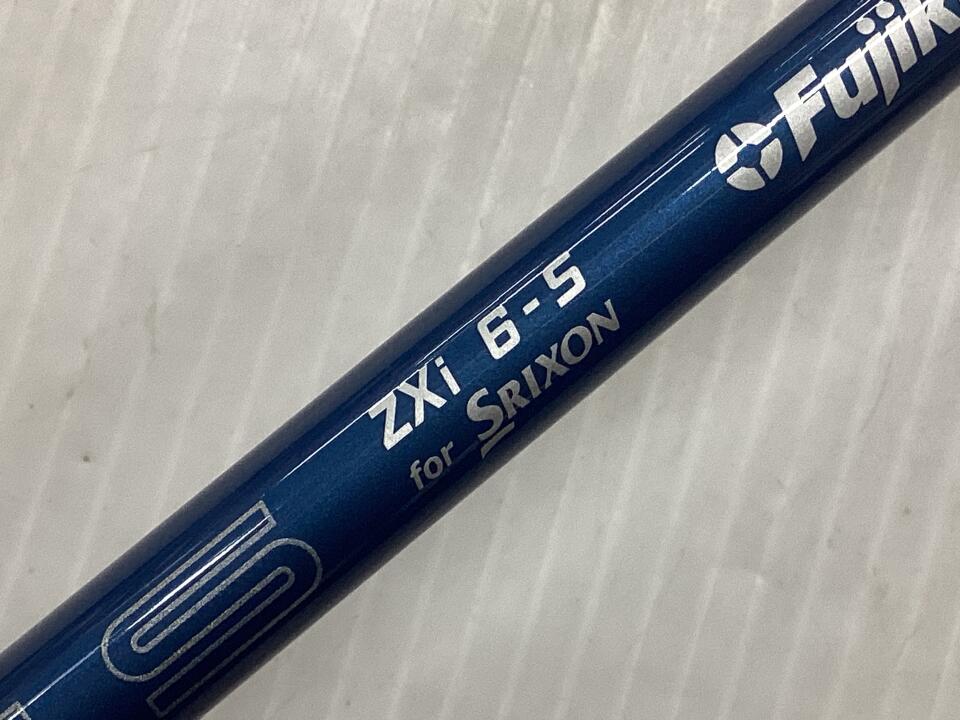 Fujik
ZXi 6-S
for SRIXON
S